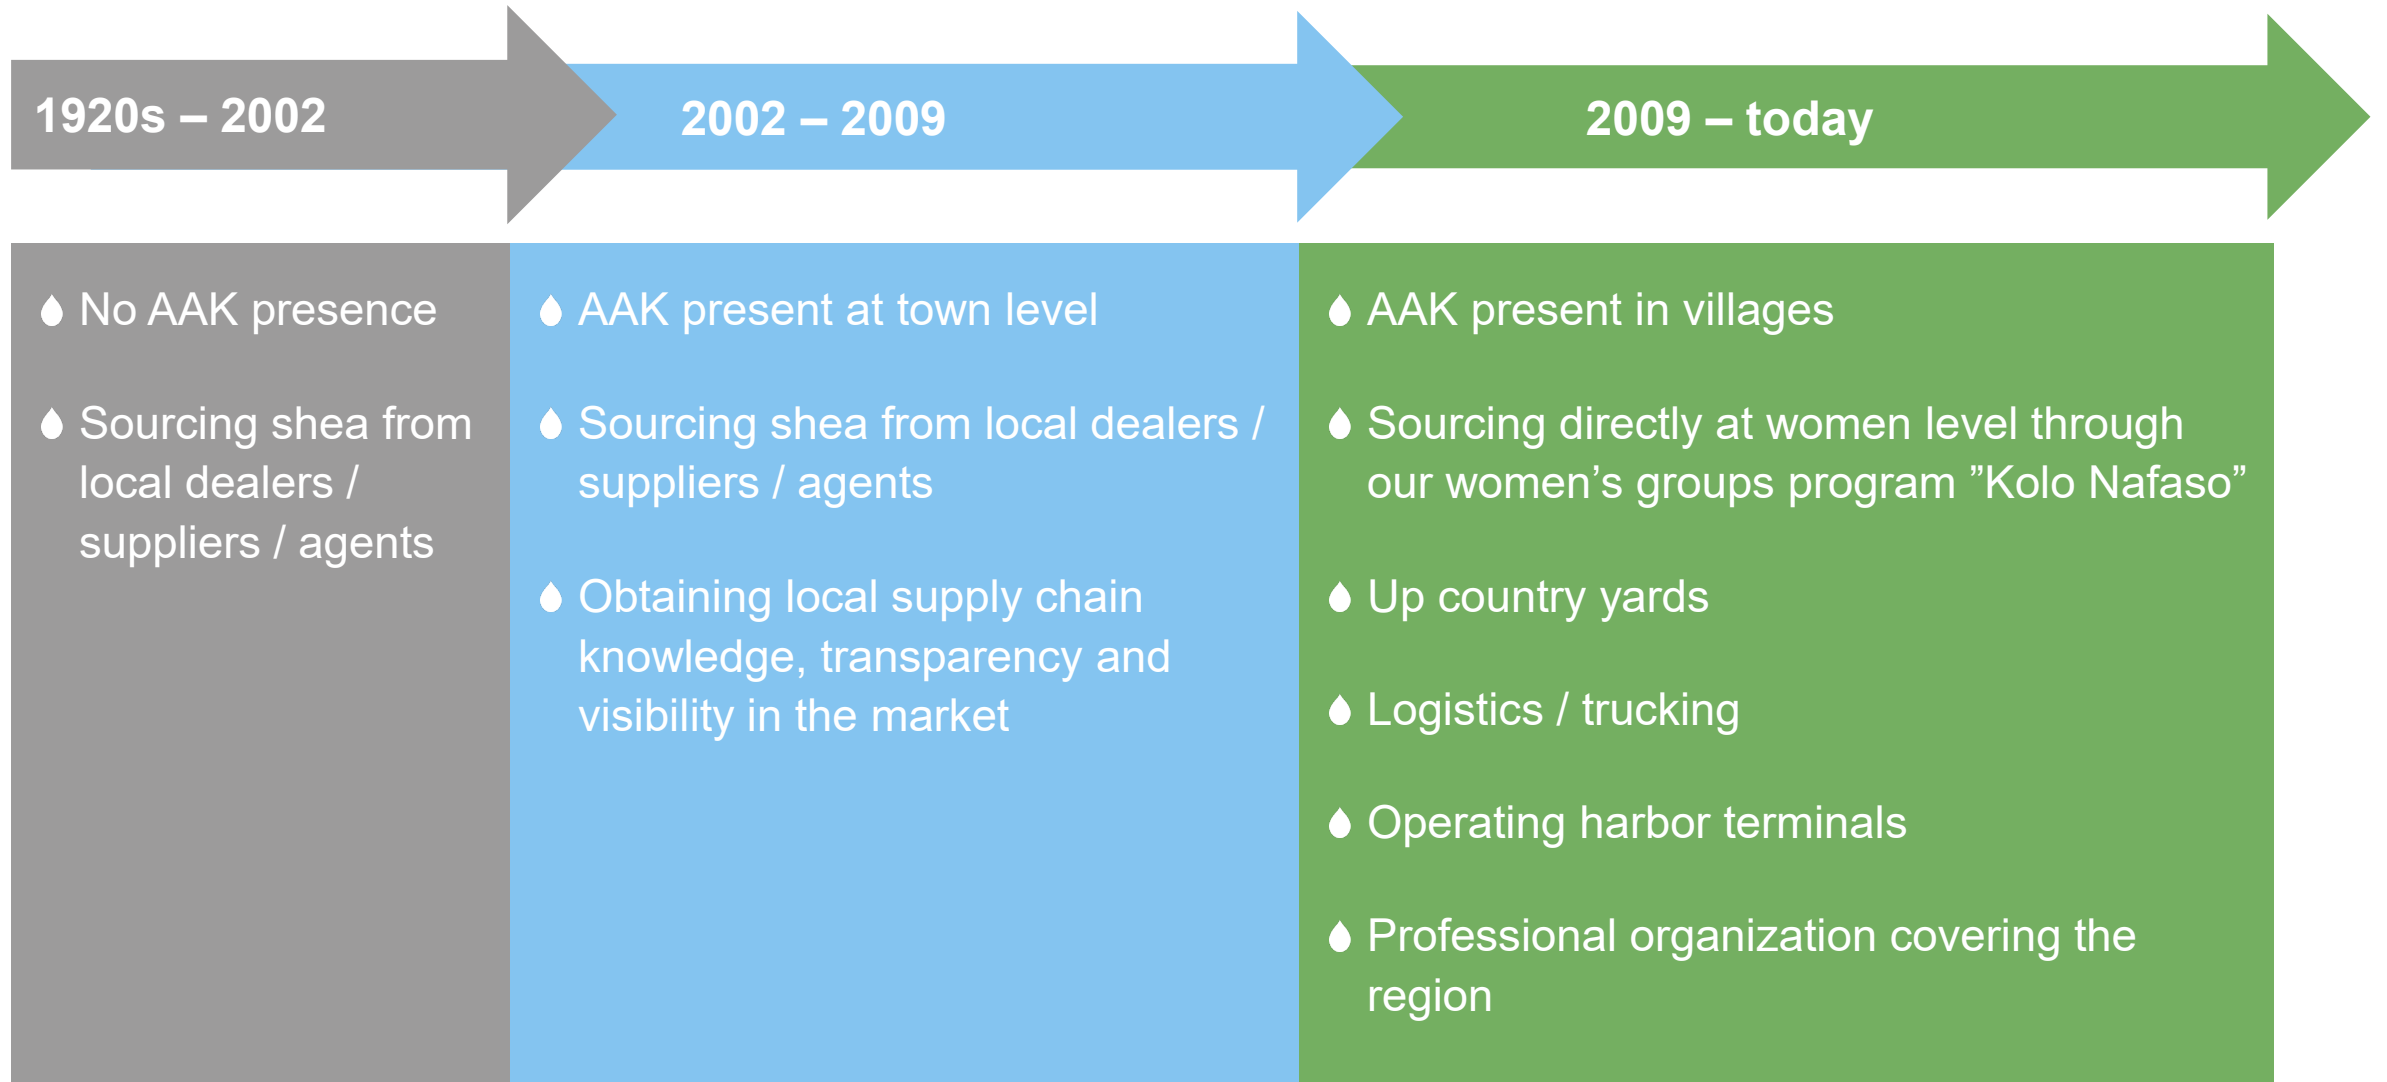 1920s – 2002
2002 – 2009
2009 – today
No AAK presence
Sourcing shea from
local dealers /
suppliers / agents
AAK present at town level
Sourcing shea from local dealers /
suppliers / agents
Obtaining local supply chain
knowledge, transparency and
visibility in the market
AAK present in villages
Sourcing directly at women level through
our women’s groups program ”Kolo Nafaso”
Up country yards
Logistics / trucking
Operating harbor terminals
Professional organization covering the
region